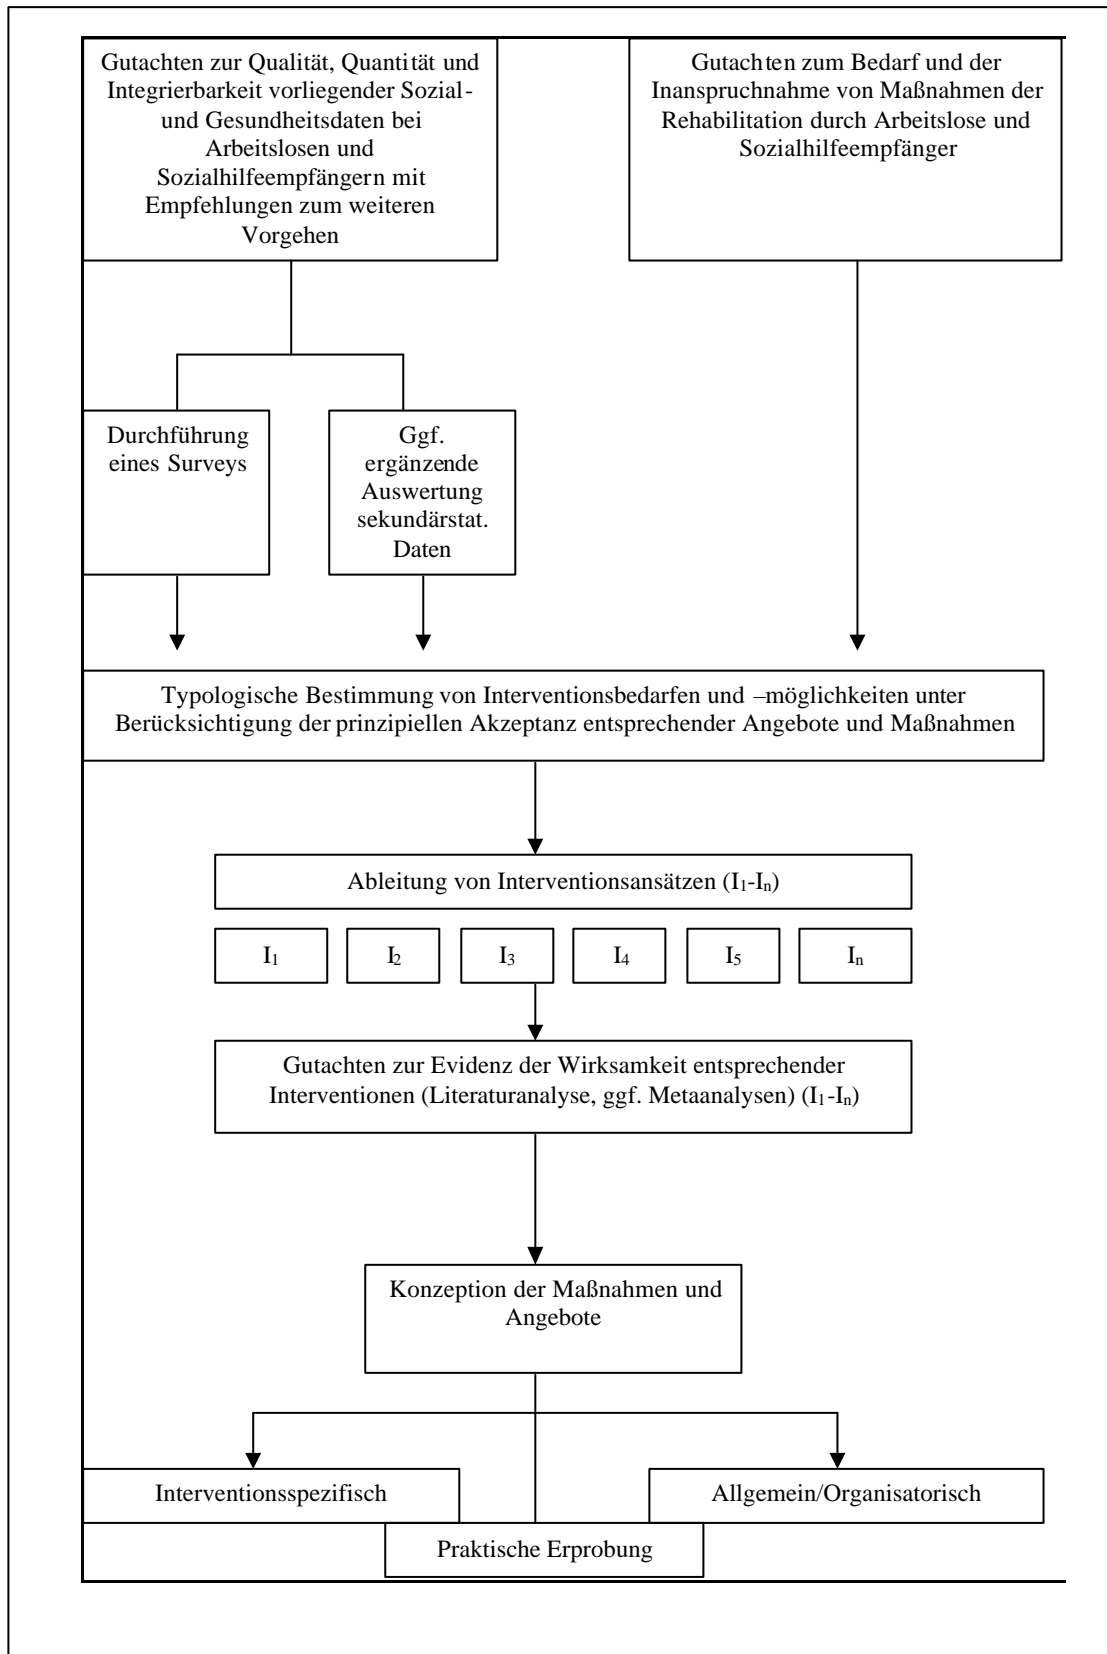 Gutachten zur Qualität, Quantität und
Integrierbarkeit vorliegender Sozial-
und Gesundheitsdaten bei
Arbeitslosen und
Sozialhilfeempfängern mit
Empfehlungen zum weiteren
Vorgehen
Gutachten zum Bedarf und der
Inanspruchnahme von Maßnahmen der
Rehabilitation durch Arbeitslose und
Sozialhilfeempfänger
Durchführung
eines Surveys
Ggf.
ergänzende
Auswertung
sekundärstat.
Daten
Typologische Bestimmung von Interventionsbedarfen und –möglichkeiten unter
Berücksichtigung der prinzipiellen Akzeptanz entsprechender Angebote und Maßnahmen
Ableitung von Interventionsansätzen (I₁-Iₙ)
I₁ I₂ I₃ I₄ I₅ Iₙ
Gutachten zur Evidenz der Wirksamkeit entsprechender
Interventionen (Literaturanalyse, ggf. Metaanalysen) (I₁-Iₙ)
Konzeption der Maßnahmen und
Angebote
Interventionsspezifisch
Allgemein/Organisatorisch
Praktische Erprobung